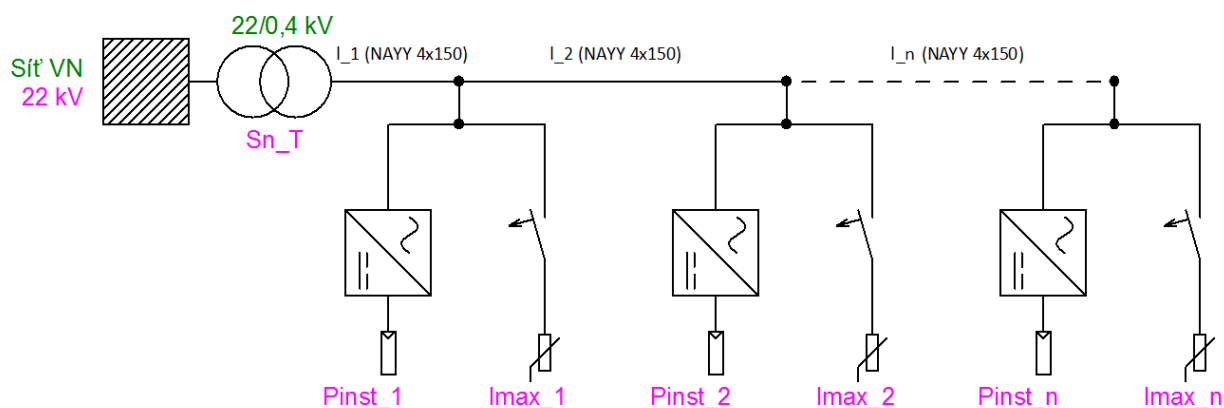 22/0,4 kV
Síť VN
22 kV
Sn_T
l_1 (NAYY 4x150)
l_2 (NAYY 4x150)
l_n (NAYY 4x150)
Pinst_1
Imax_1
Pinst_2
Imax_2
Pinst_n
Imax_n